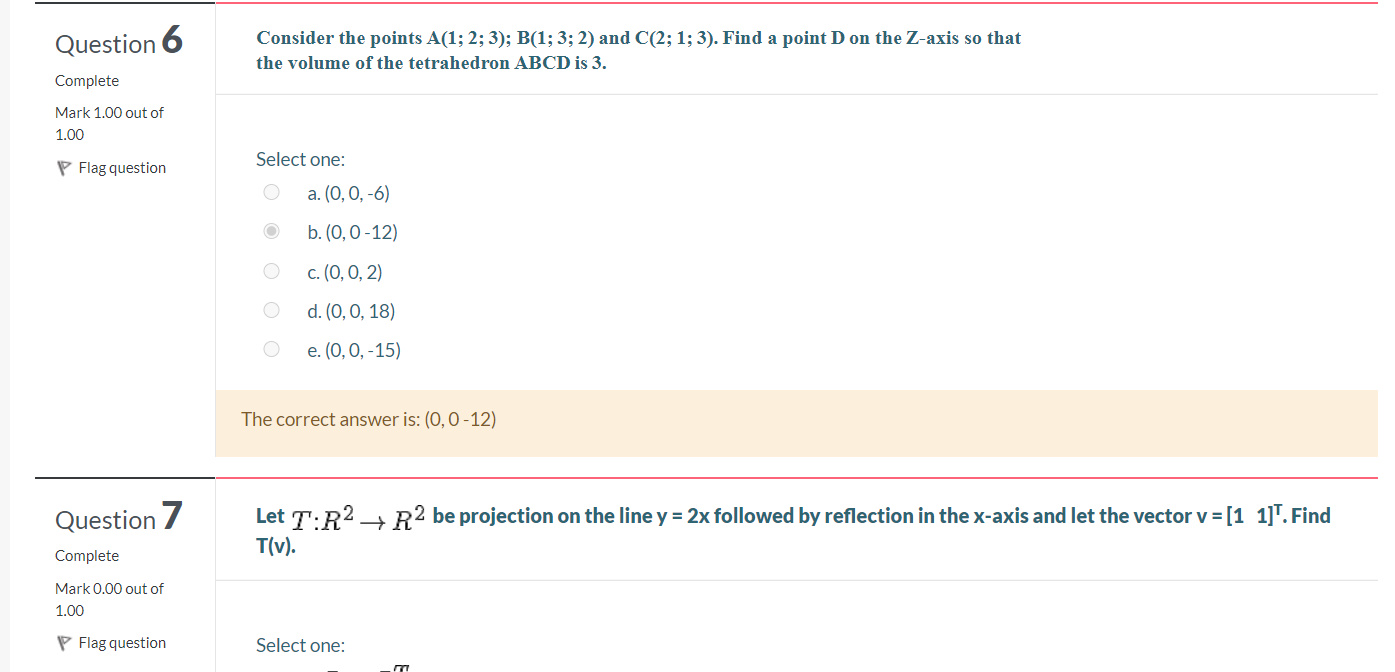 Question 6
Complete
Mark 1.00 out of
1.00
Flag question
Consider the points A(1; 2; 3); B(1; 3; 2) and C(2; 1; 3). Find a point D on the Z-axis so that
the volume of the tetrahedron ABCD is 3.
Select one:
a. (0, 0, -6)
b. (0, 0 -12)
c. (0, 0, 2)
d. (0, 0, 18)
e. (0, 0, -15)
The correct answer is: (0, 0 -12)
Question 7
Complete
Mark 0.00 out of
1.00
Flag question
Let T:R² → R² be projection on the line y = 2x followed by reflection in the x-axis and let the vector v = [1 1]ᵀ. Find
T(v).
Select one: